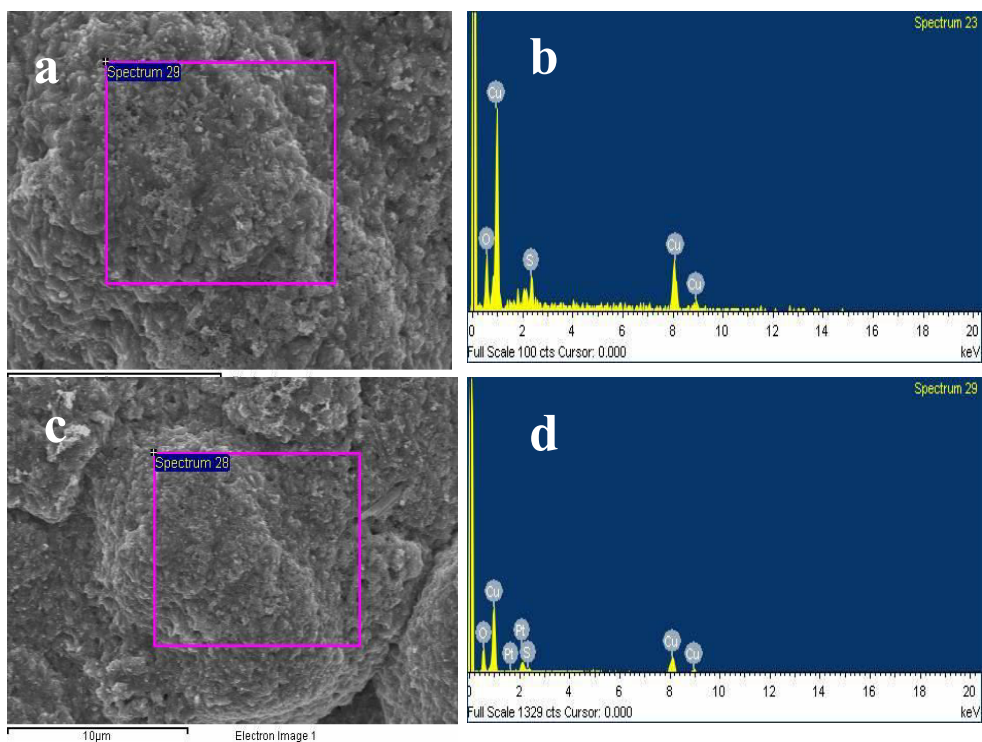 a
Spectrum 29
b
Spectrum 23
Cu
O
S
Cu
Cu
0 2 4 6 8 10 12 14 16 18 20
Full Scale 100 cts Cursor: 0.000
keV
c
Spectrum 28
10µm
Electron Image 1
d
Spectrum 29
Cu
O
Pt
Pt
S
Cu
Cu
0 2 4 6 8 10 12 14 16 18 20
Full Scale 1329 cts Cursor: 0.000
keV